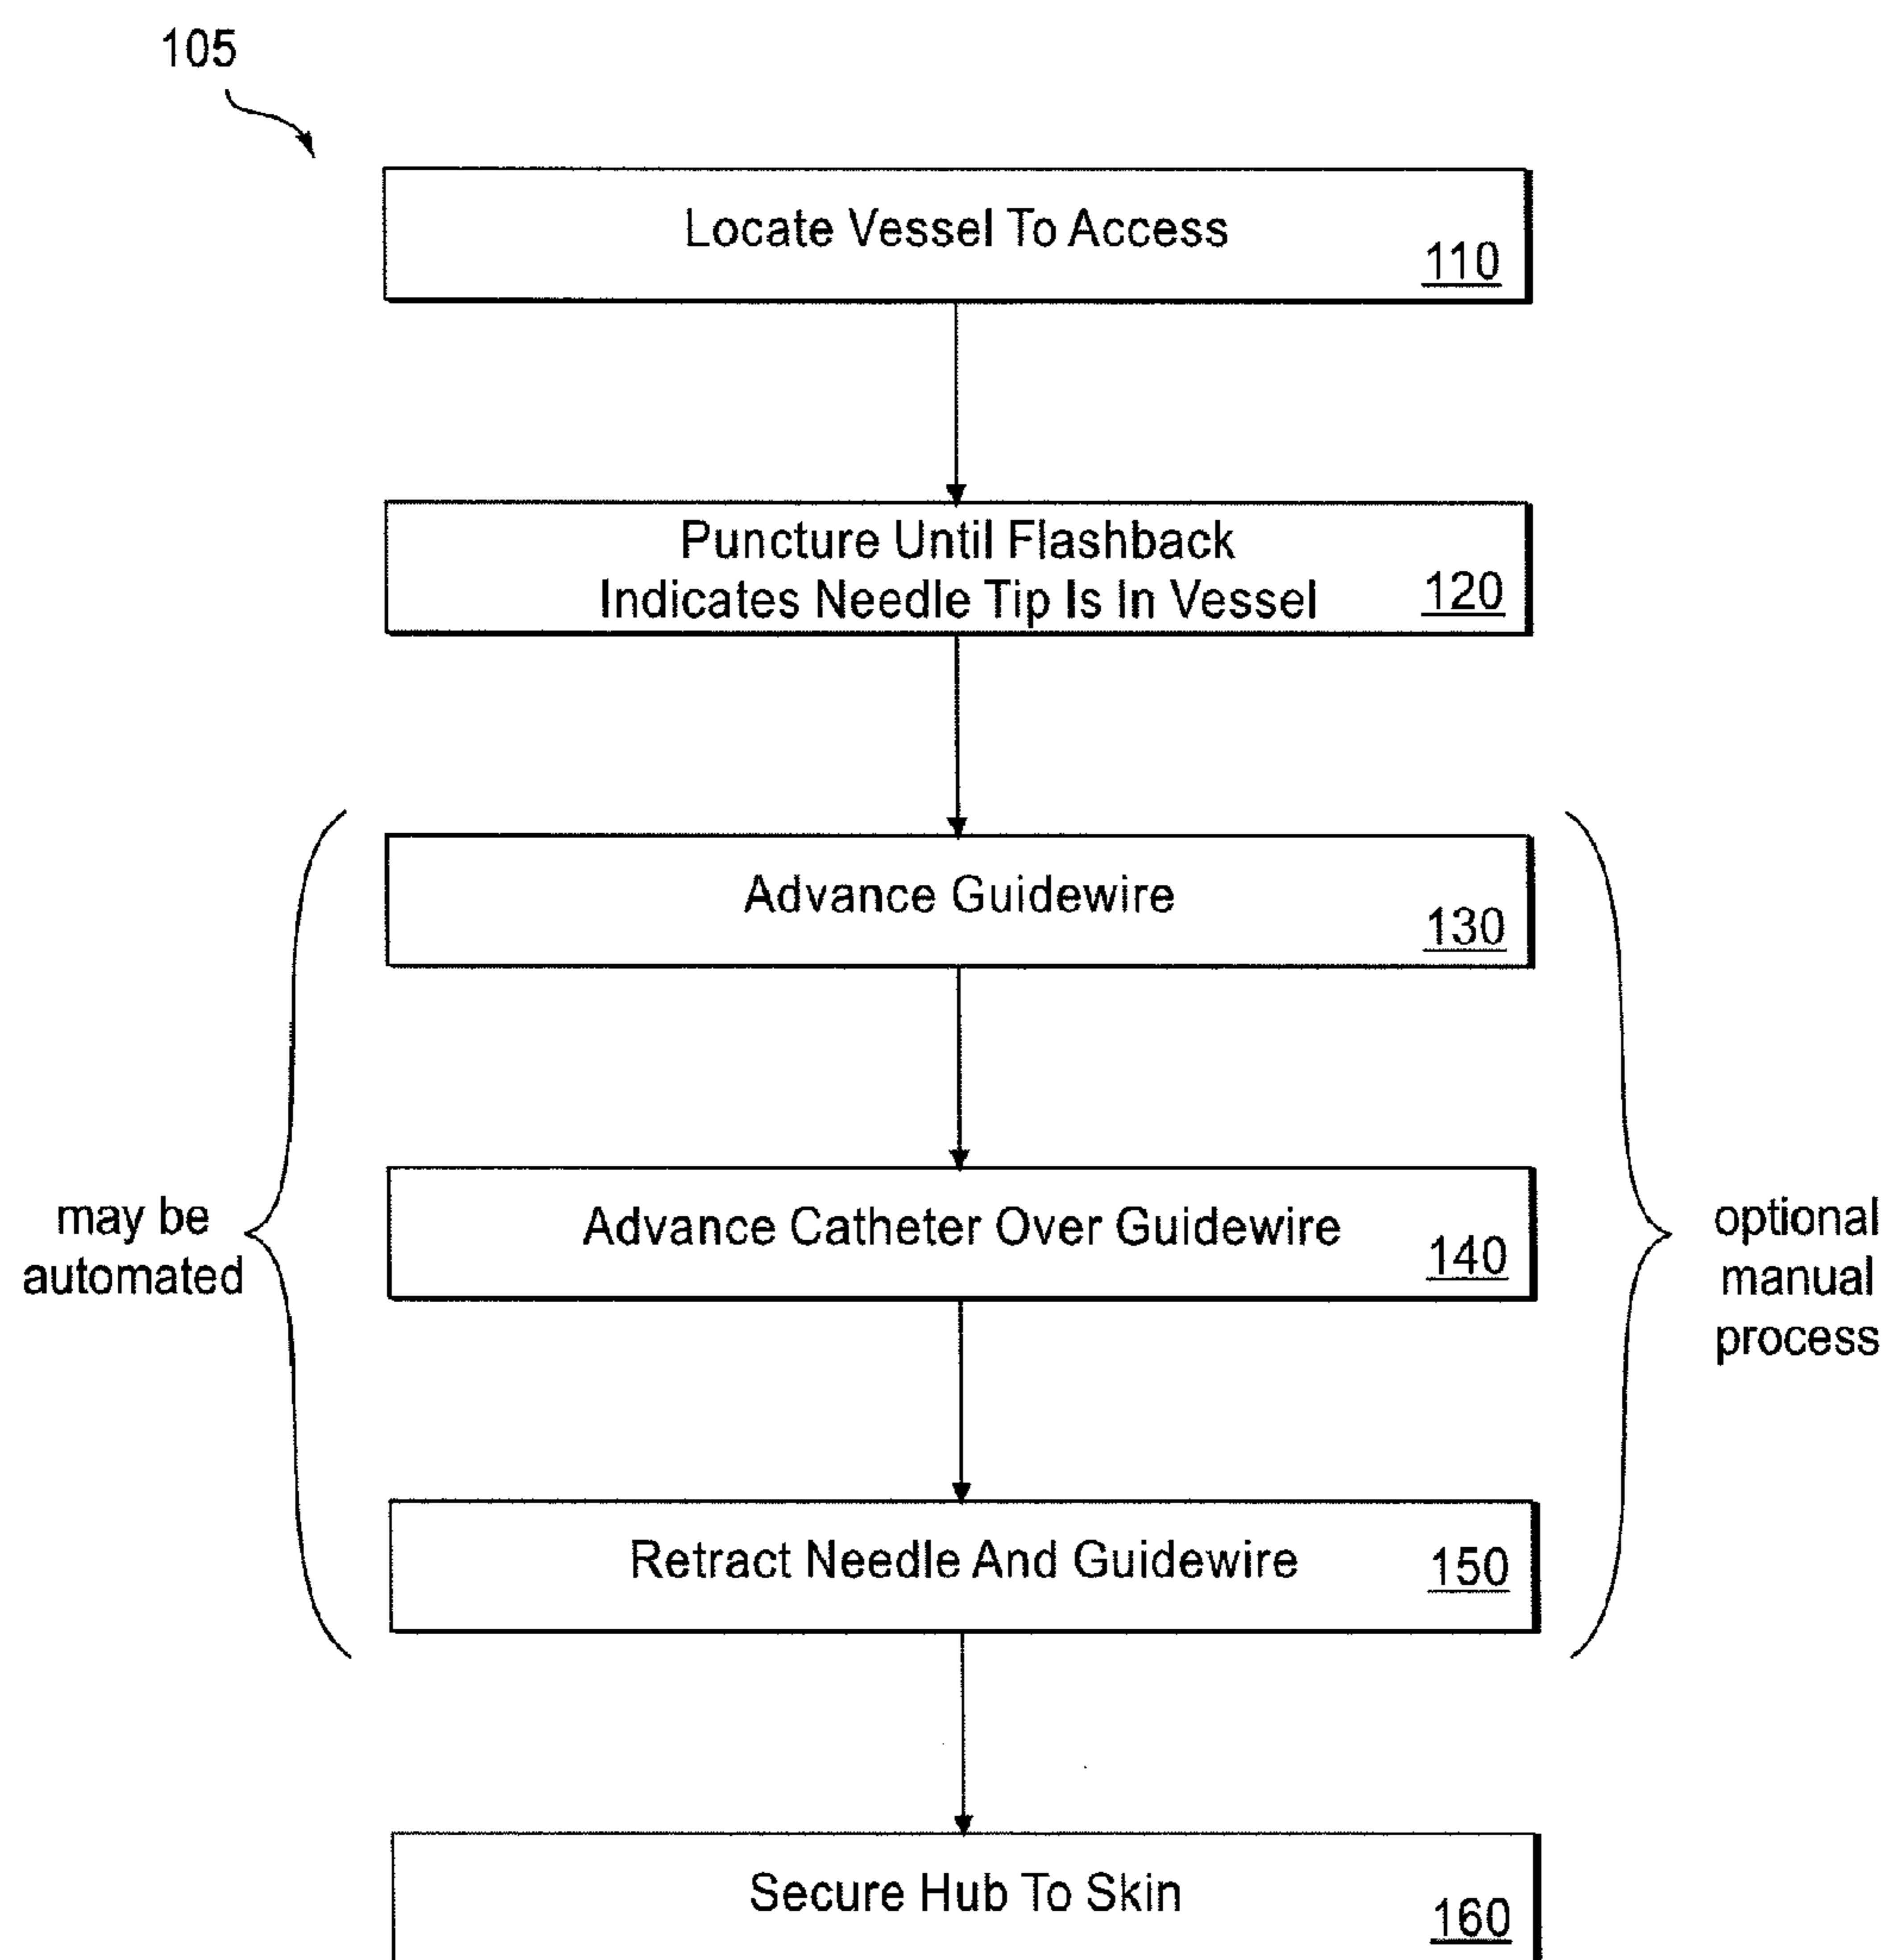 105
Locate Vessel To Access
110
Puncture Until Flashback
Indicates Needle Tip Is In Vessel
120
Advance Guidewire
130
Advance Catheter Over Guidewire
140
may be
automated
optional
manual
process
Retract Needle And Guidewire
150
Secure Hub To Skin
160